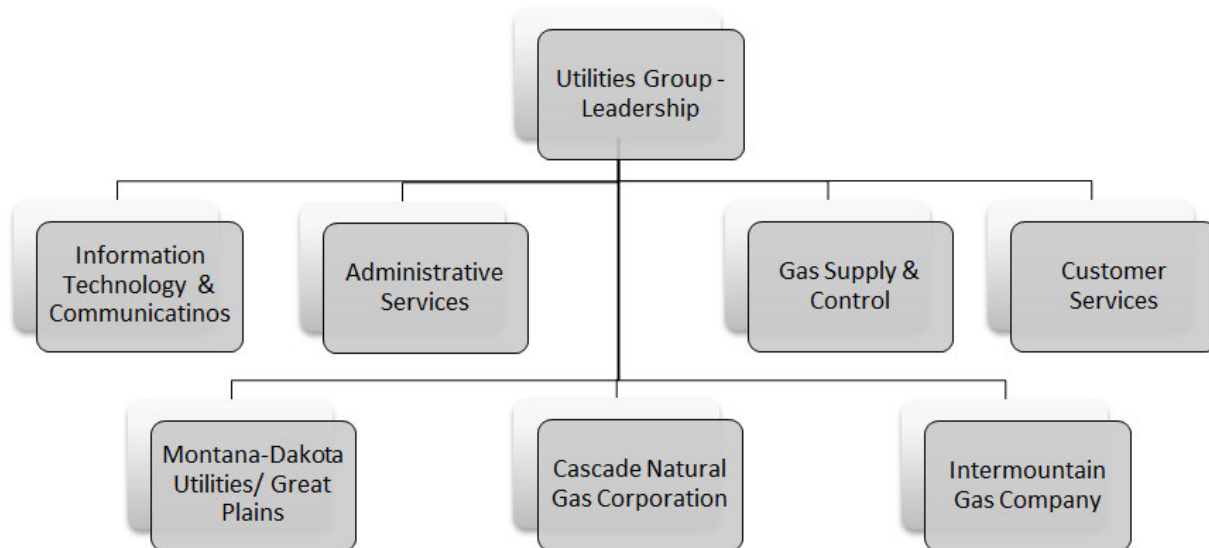 Utilities Group -
Leadership
Information
Technology &
Communicatinos
Administrative
Services
Gas Supply &
Control
Customer
Services
Montana-Dakota
Utilities/ Great
Plains
Cascade Natural
Gas Corporation
Intermountain
Gas Company